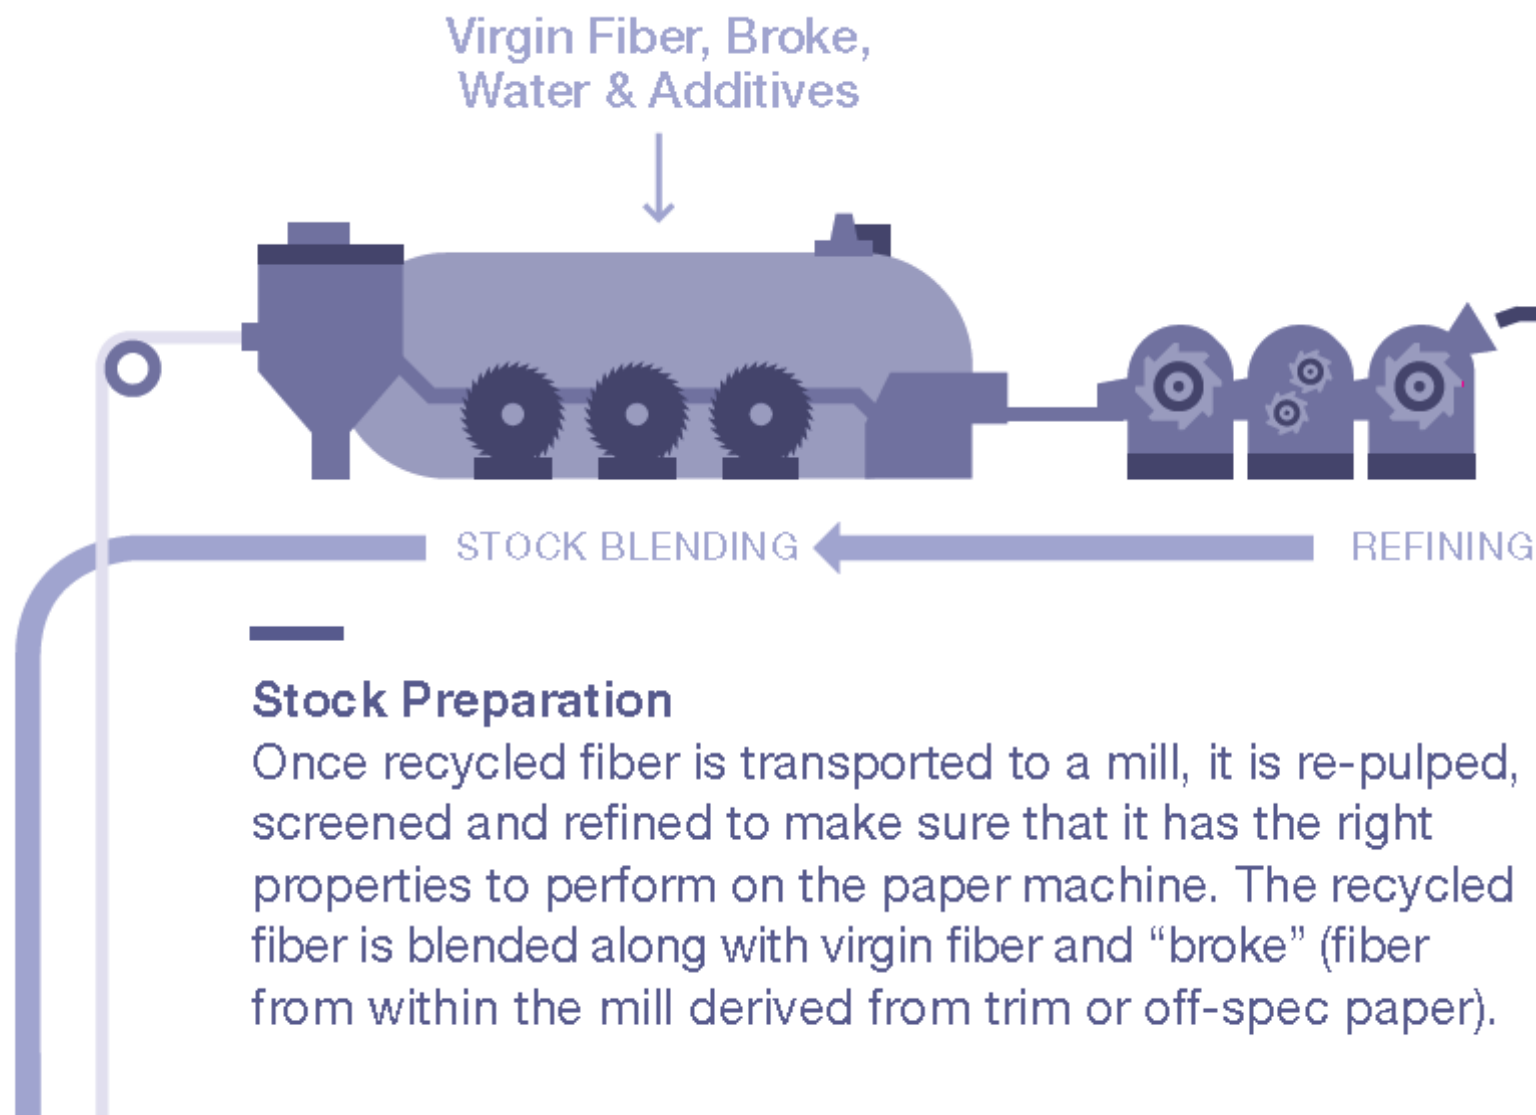 Virgin Fiber, Broke,
Water & Additives
STOCK BLENDING
REFINING
Stock Preparation
Once recycled fiber is transported to a mill, it is re-pulped,
screened and refined to make sure that it has the right
properties to perform on the paper machine. The recycled
fiber is blended along with virgin fiber and “broke” (fiber
from within the mill derived from trim or off-spec paper).